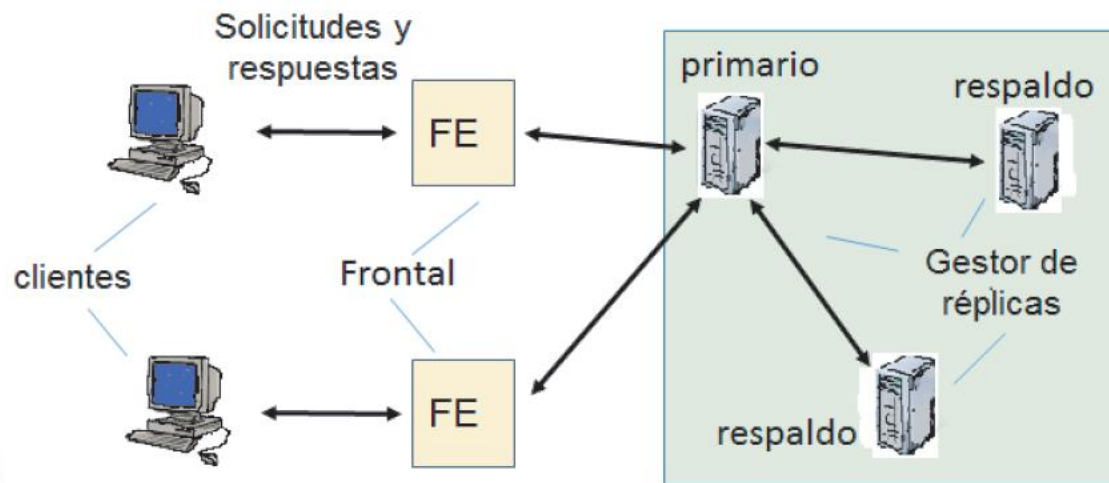 Solicitudes y
respuestas
primario
respaldo
FE
clientes
Frontal
Gestor de
réplicas
FE
respaldo